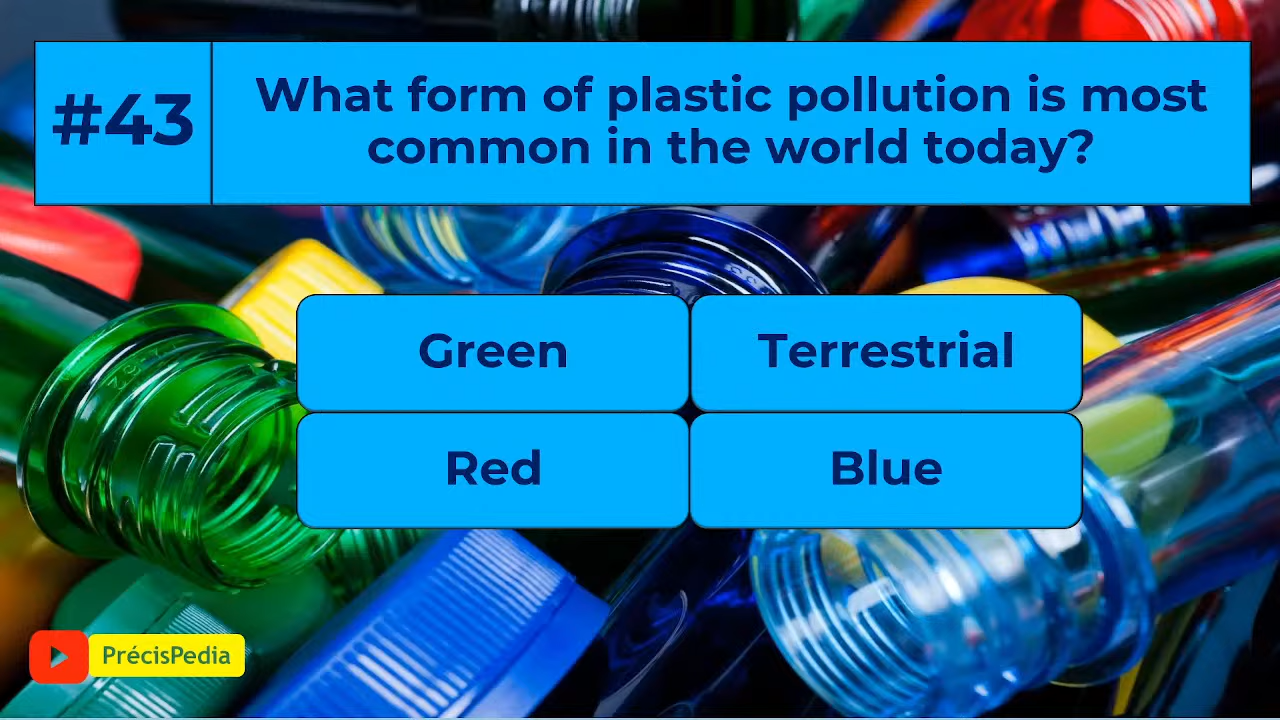 #43
What form of plastic pollution is most
common in the world today?
Green
Terrestrial
Red
Blue
PrécisPedia